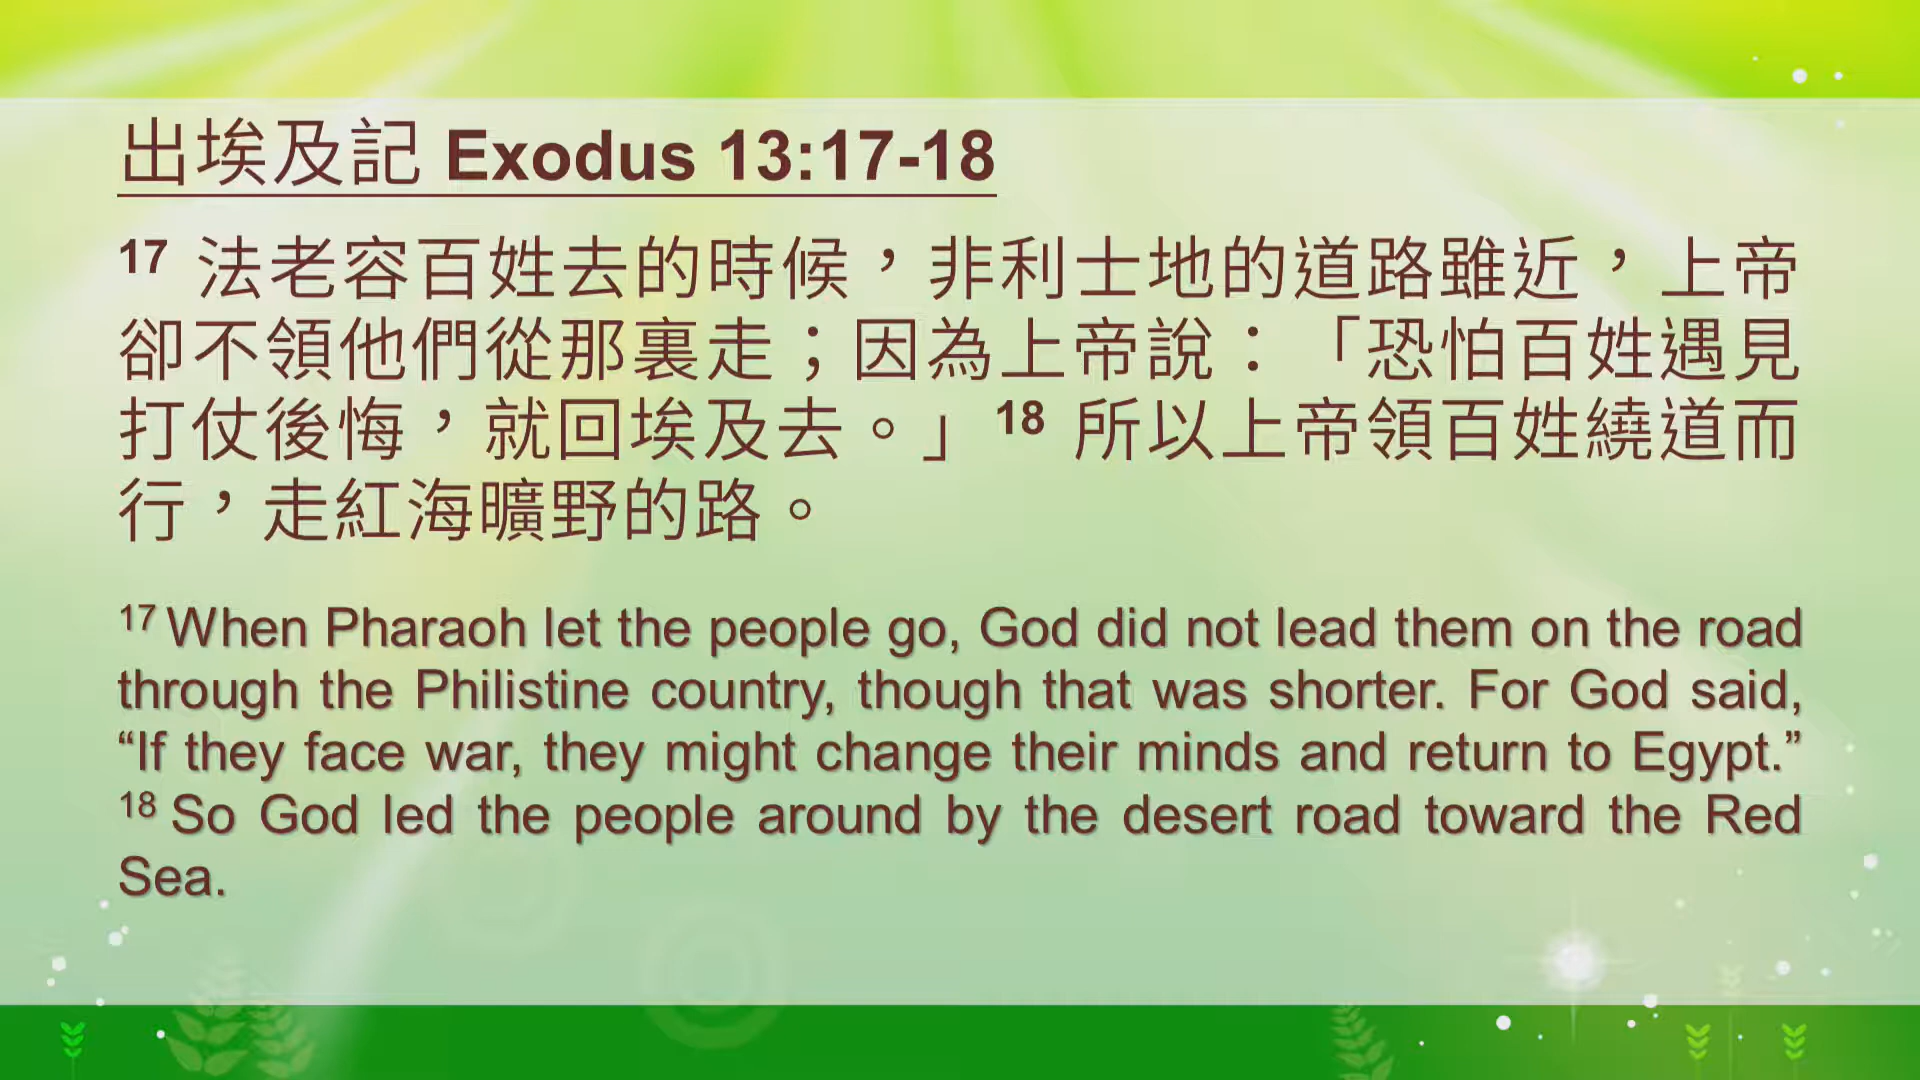 出埃及記 Exodus 13:17-18
17 法老容百姓去的時候，非利士地的道路雖近，上帝
卻不領他們從那裏走；因為上帝說：「恐怕百姓遇見
打仗後悔，就回埃及去。」18 所以上帝領百姓繞道而
行，走紅海曠野的路。
17 When Pharaoh let the people go, God did not lead them on the road
through the Philistine country, though that was shorter. For God said,
“If they face war, they might change their minds and return to Egypt.”
18 So God led the people around by the desert road toward the Red
Sea.